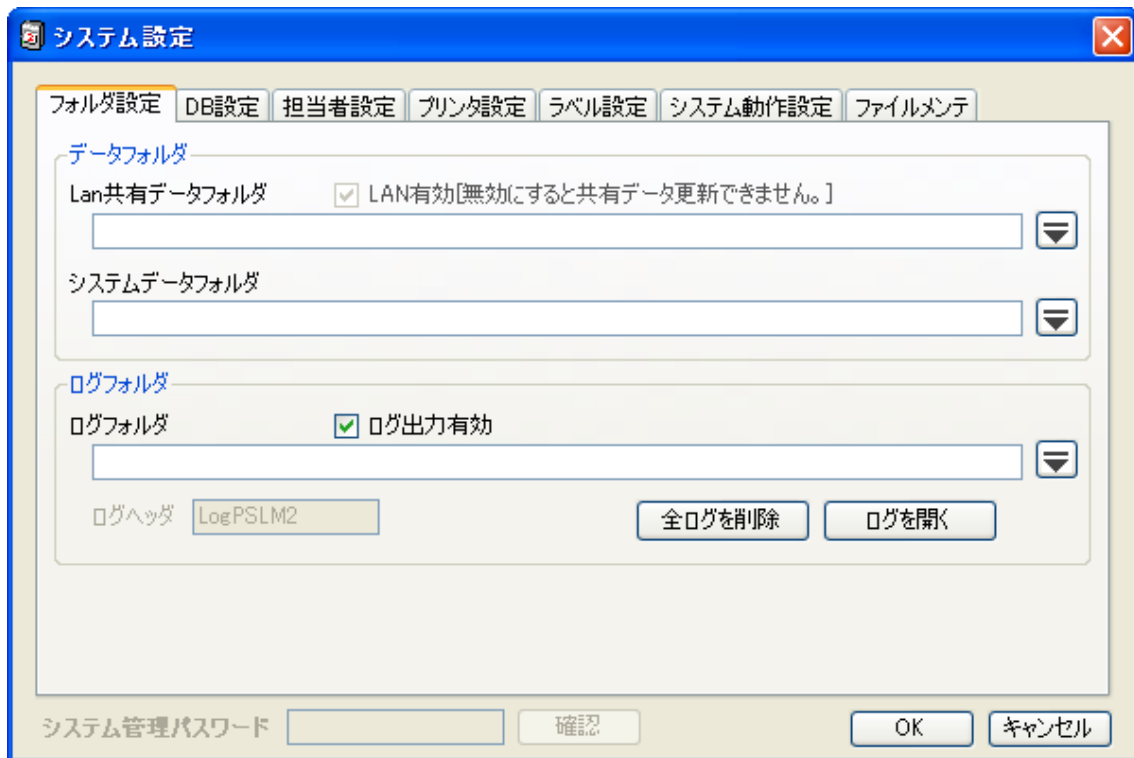 システム設定
フォルダ設定 DB設定 担当者設定 プリンタ設定 ラベル設定 システム動作設定 ファイルメンテ
データフォルダ
Lan共有データフォルダ LAN有効[無効にすると共有データ更新できません。]
システムデータフォルダ
ログフォルダ
ログフォルダ ログ出力有効
ログヘッダ LogPSLM2 全ログを削除 ログを開く
システム管理パスワード 確認 OK キャンセル